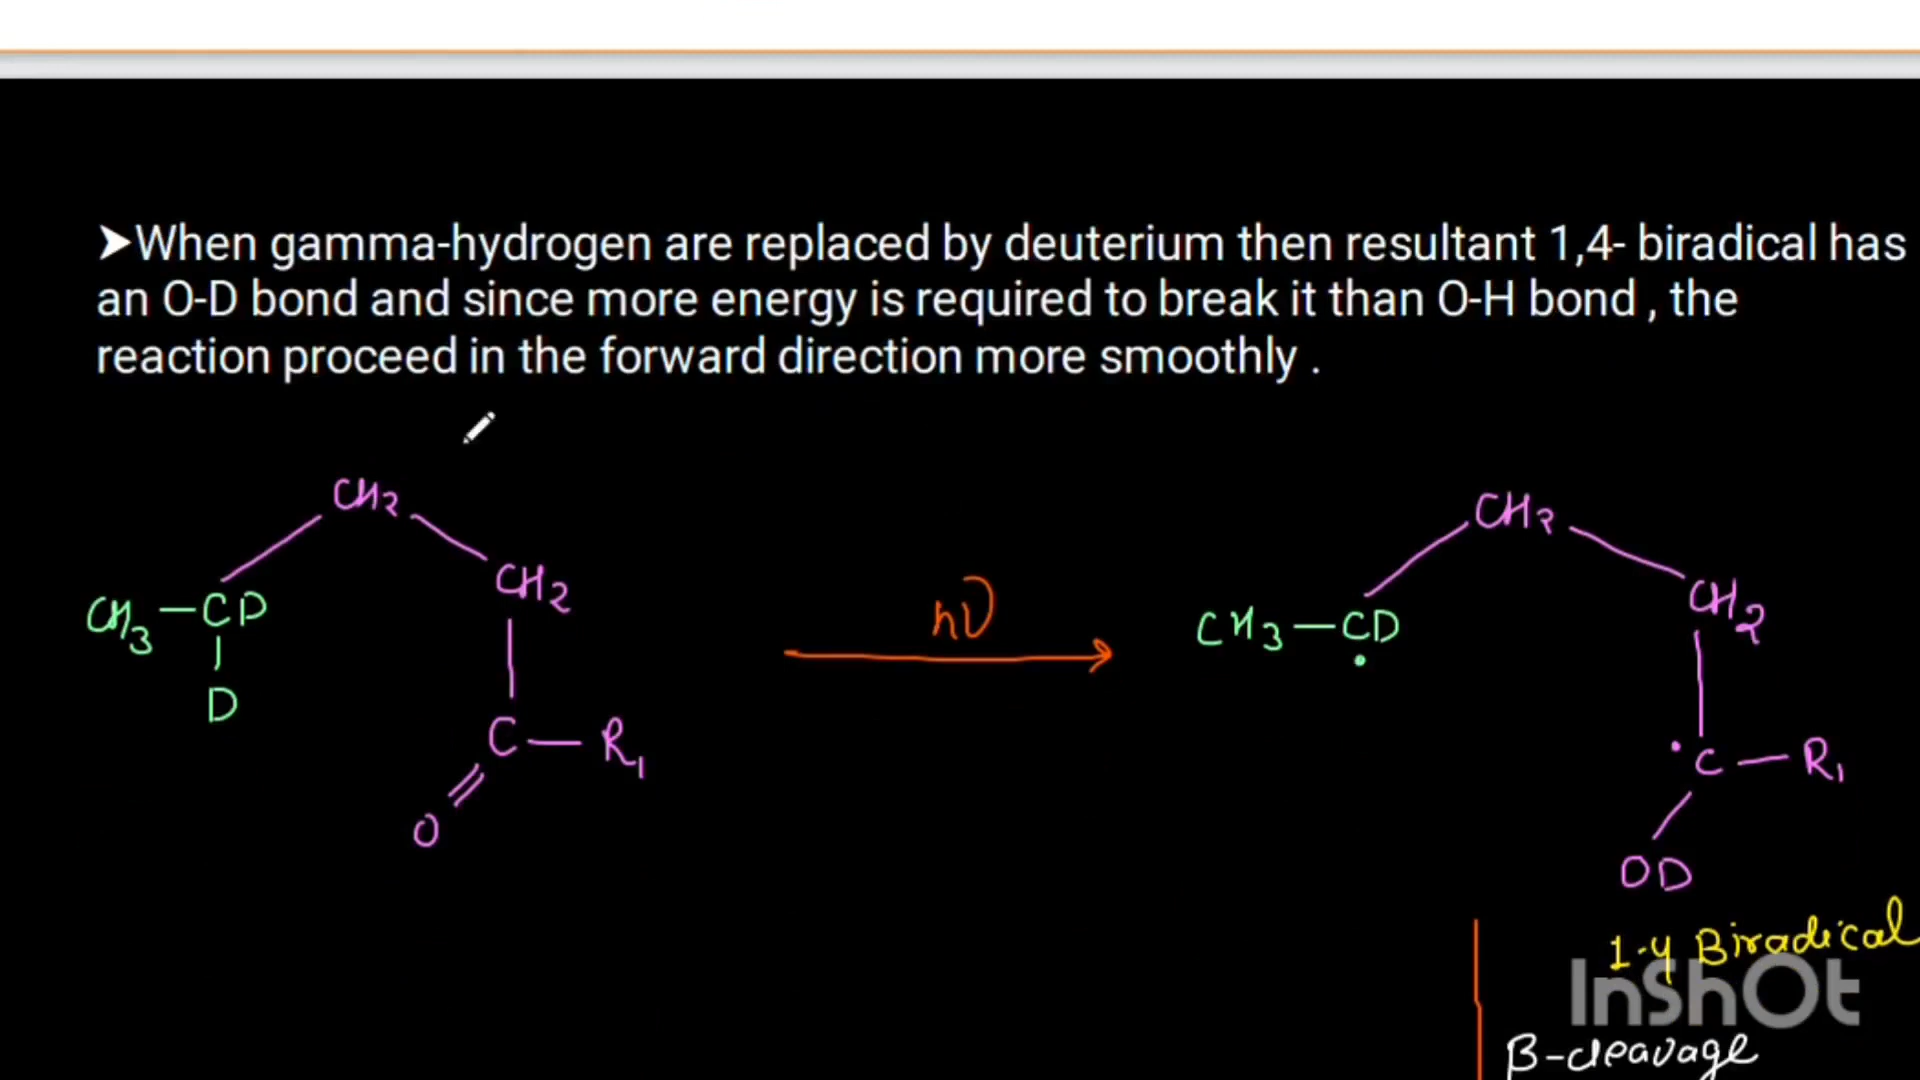 ➤When gamma-hydrogen are replaced by deuterium then resultant 1,4- biradical has
an O-D bond and since more energy is required to break it than O-H bond , the
reaction proceed in the forward direction more smoothly .
CH2
CH2
CH3 — CD
D
C — R1
O
hν
CH2
CH2
CH3 — CD
C — R1
OD
1-4 Biradical
InShOt
β-cleavage